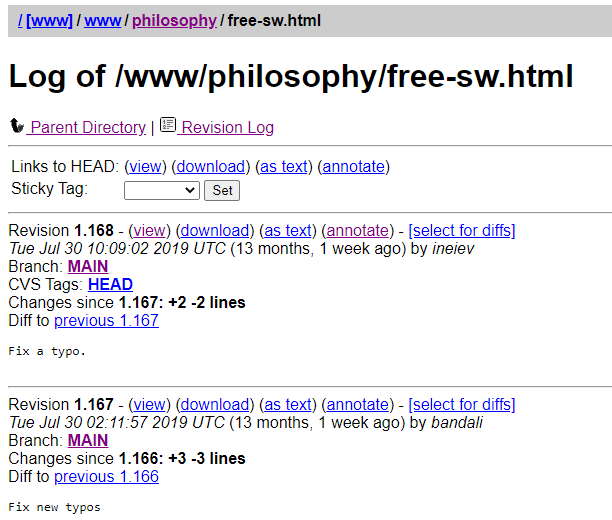 / [www] / www / philosophy / free-sw.html
Log of /www/philosophy/free-sw.html
Parent Directory | Revision Log
Links to HEAD: (view) (download) (as text) (annotate)
Sticky Tag: Set
Revision 1.168 - (view) (download) (as text) (annotate) - [select for diffs]
Tue Jul 30 10:09:02 2019 UTC (13 months, 1 week ago) by ineiev
Branch: MAIN
CVS Tags: HEAD
Changes since 1.167: +2 -2 lines
Diff to previous 1.167
Fix a typo.
Revision 1.167 - (view) (download) (as text) (annotate) - [select for diffs]
Tue Jul 30 02:11:57 2019 UTC (13 months, 1 week ago) by bandali
Branch: MAIN
Changes since 1.166: +3 -3 lines
Diff to previous 1.166
Fix new typos